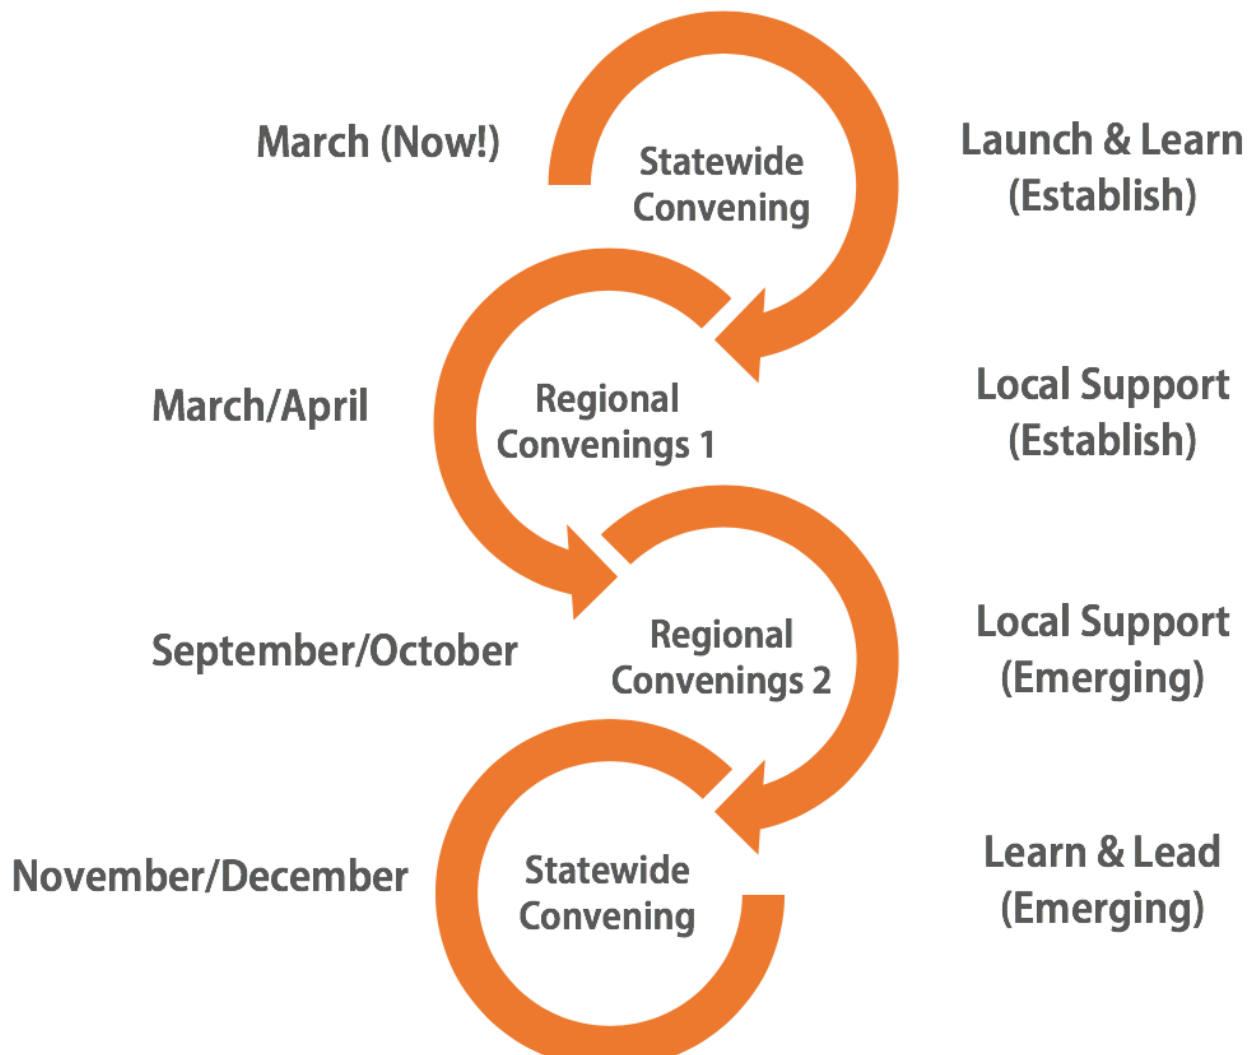 March (Now!)
Statewide
Convening
Launch & Learn
(Establish)
March/April
Regional
Convenings 1
Local Support
(Establish)
September/October
Regional
Convenings 2
Local Support
(Emerging)
November/December
Statewide
Convening
Learn & Lead
(Emerging)